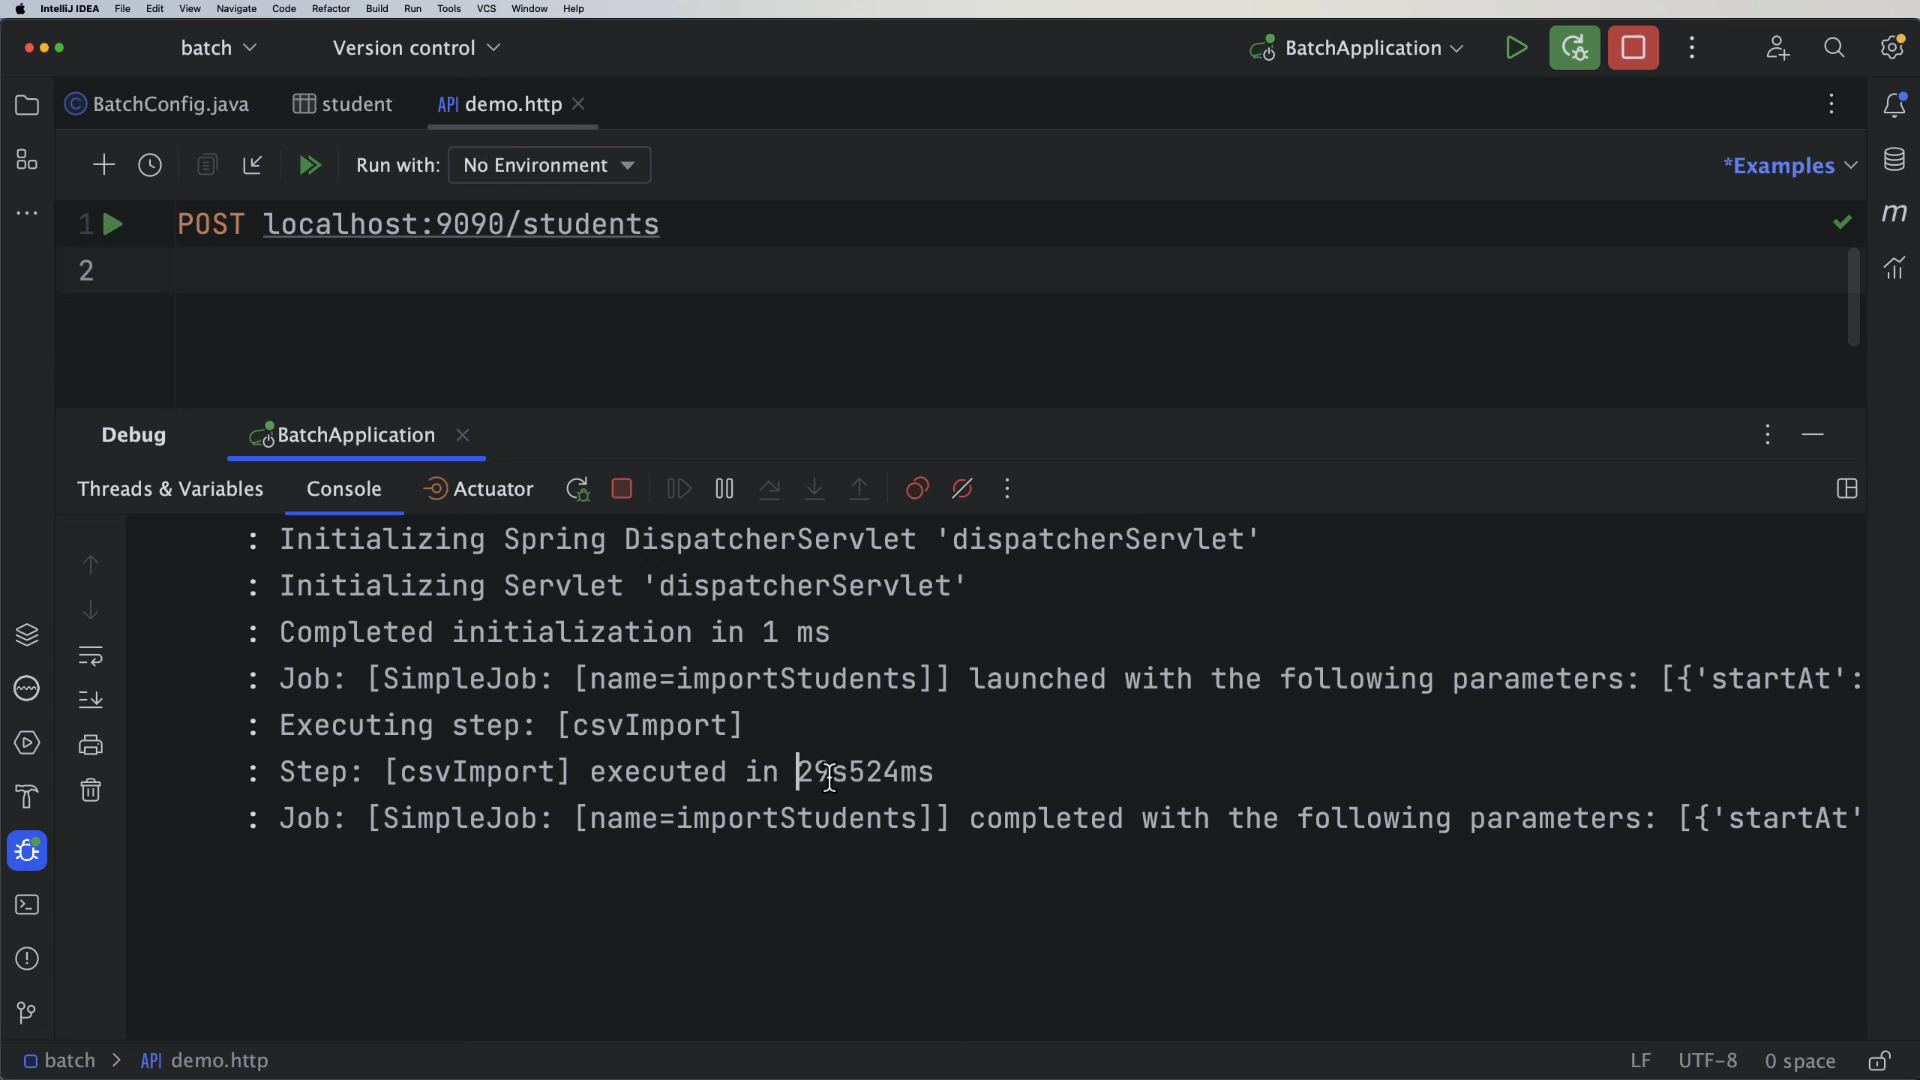 IntelliJ IDEA File Edit View Navigate Code Refactor Build Run Tools VCS Window Help
batch Version control BatchApplication
BatchConfig.java student API demo.http
Run with: No Environment *Examples
1 POST localhost:9090/students
2
Debug BatchApplication
Threads & Variables Console Actuator
: Initializing Spring DispatcherServlet 'dispatcherServlet'
: Initializing Servlet 'dispatcherServlet'
: Completed initialization in 1 ms
: Job: [SimpleJob: [name=importStudents]] launched with the following parameters: [{'startAt':
: Executing step: [csvImport]
: Step: [csvImport] executed in 29s524ms
: Job: [SimpleJob: [name=importStudents]] completed with the following parameters: [{'startAt'
batch > API demo.http LF UTF-8 0 space